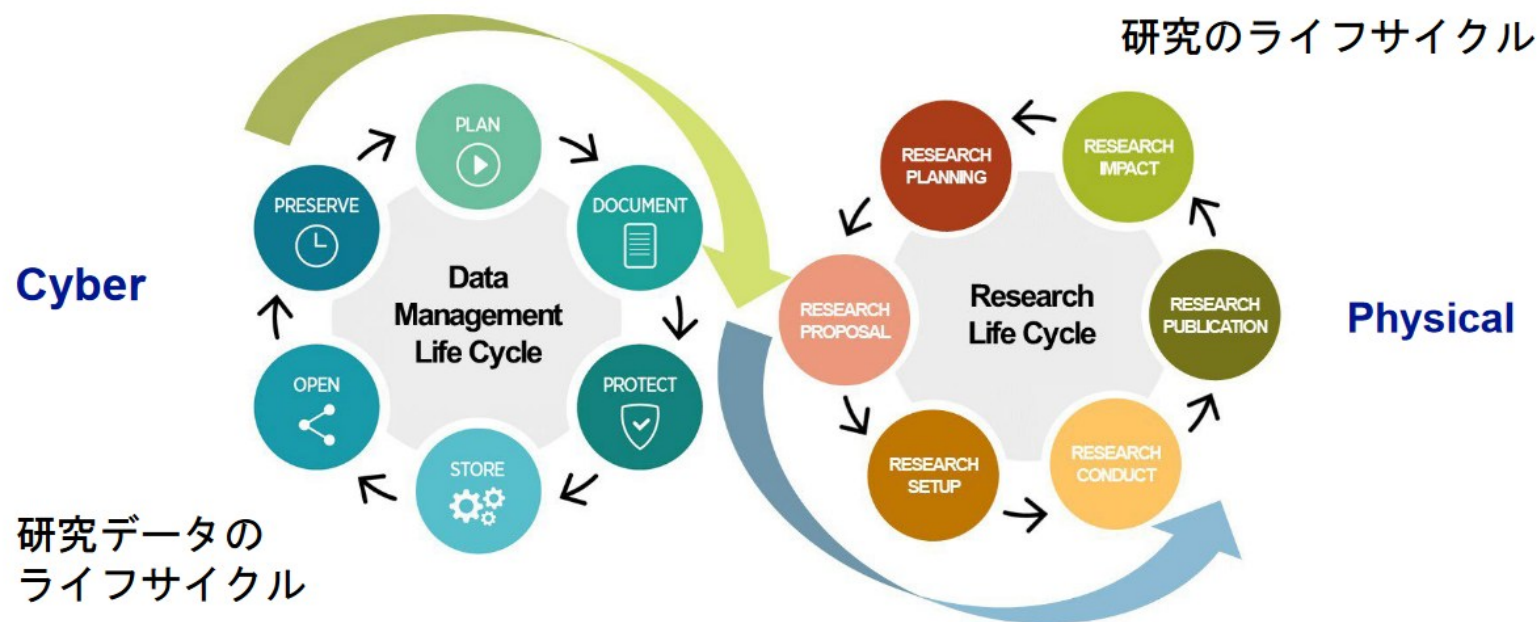 研究のライフサイクル
PLAN
DOCUMENT
PROTECT
STORE
OPEN
PRESERVE
Data
Management
Life Cycle
Cyber
研究データの
ライフサイクル
RESEARCH
PLANNING
RESEARCH
PROPOSAL
RESEARCH
SETUP
RESEARCH
CONDUCT
RESEARCH
PUBLICATION
RESEARCH
IMPACT
Research
Life Cycle
Physical